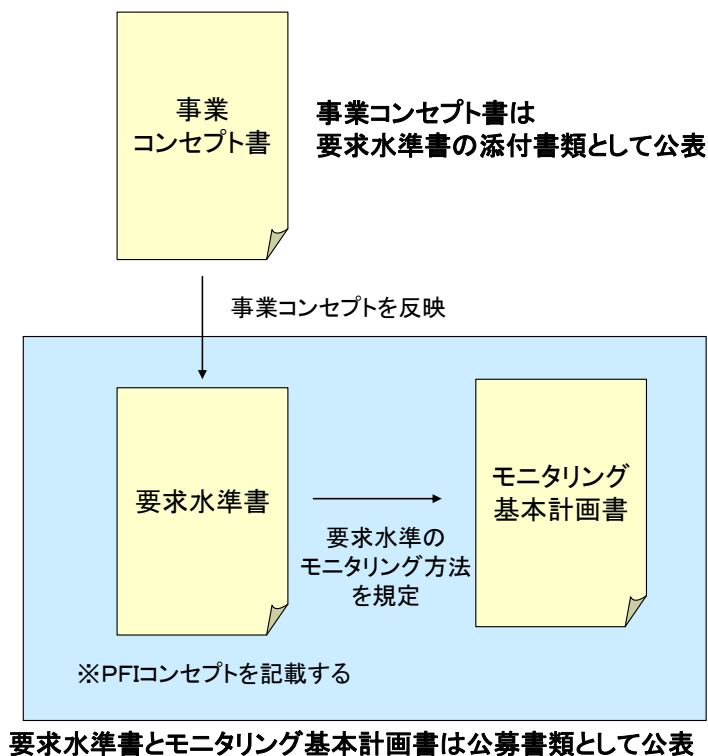 事業
コンセプト書
事業コンセプト書は
要求水準書の添付書類として公表
事業コンセプトを反映
要求水準書
要求水準の
モニタリング方法
を規定
モニタリング
基本計画書
※PFIコンセプトを記載する
要求水準書とモニタリング基本計画書は公募書類として公表